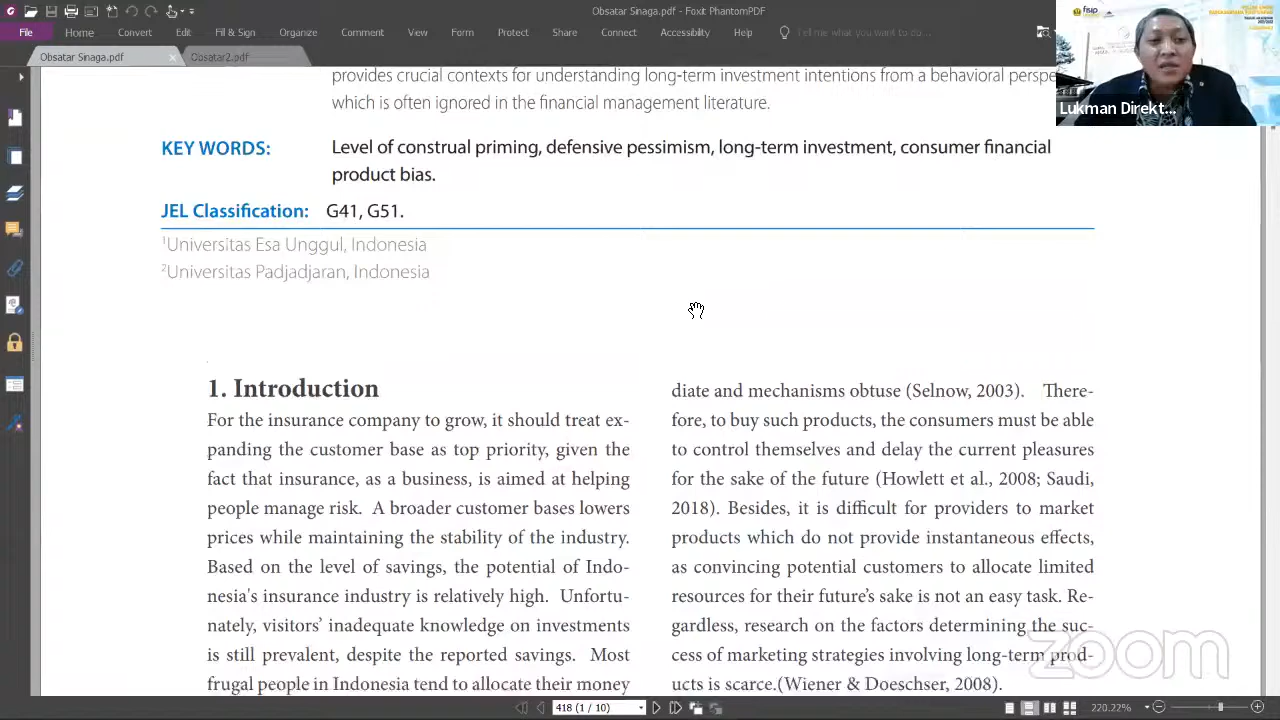 Obsatar Sinaga.pdf - Foxit PhantomPDF
File Home Convert Edit Fill & Sign Organize Comment View Form Protect Share Connect Accessibility Help Tell me what you want to do...
Obsatar Sinaga.pdf Obsatar2.pdf
fisip
Lukman Direkt...
provides crucial contexts for understanding long-term investment intentions from a behavioral perspe
which is often ignored in the financial management literature.
KEY WORDS: Level of construal priming, defensive pessimism, long-term investment, consumer financial
product bias.
JEL Classification: G41, G51.
1Universitas Esa Unggul, Indonesia
2Universitas Padjadjaran, Indonesia
1. Introduction
For the insurance company to grow, it should treat ex-
panding the customer base as top priority, given the
fact that insurance, as a business, is aimed at helping
people manage risk. A broader customer bases lowers
prices while maintaining the stability of the industry.
Based on the level of savings, the potential of Indo-
nesia's insurance industry is relatively high. Unfortu-
nately, visitors' inadequate knowledge on investments
is still prevalent, despite the reported savings. Most
frugal people in Indonesia tend to allocate their money
diate and mechanisms obtuse (Selnow, 2003). There-
fore, to buy such products, the consumers must be able
to control themselves and delay the current pleasures
for the sake of the future (Howlett et al., 2008; Saudi,
2018). Besides, it is difficult for providers to market
products which do not provide instantaneous effects,
as convincing potential customers to allocate limited
resources for their future's sake is not an easy task. Re-
gardless, research on the factors determining the suc-
cess of marketing strategies involving long-term prod-
ucts is scarce.(Wiener & Doeschser, 2008).
zoom
418 (1 / 10)
220.22%